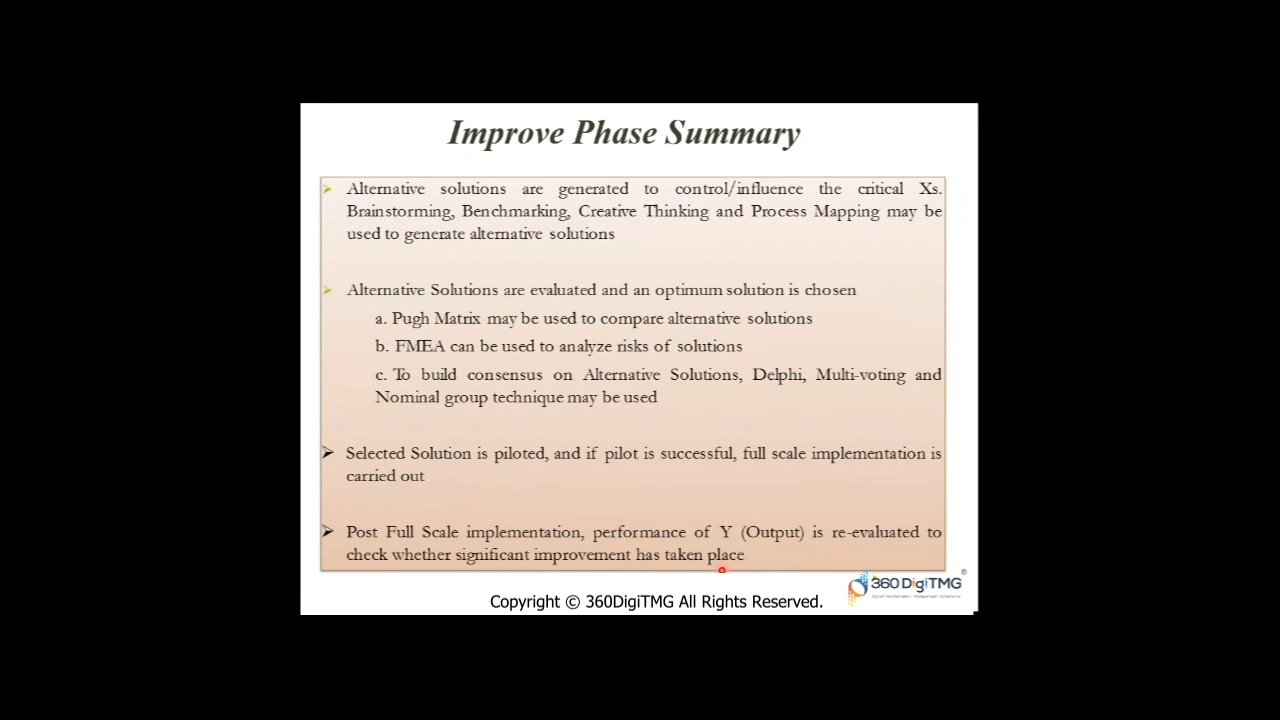 Improve Phase Summary
Alternative solutions are generated to control/influence the critical Xs.
Brainstorming, Benchmarking, Creative Thinking and Process Mapping may be
used to generate alternative solutions
Alternative Solutions are evaluated and an optimum solution is chosen
a. Pugh Matrix may be used to compare alternative solutions
b. FMEA can be used to analyze risks of solutions
c. To build consensus on Alternative Solutions, Delphi, Multi-voting and
Nominal group technique may be used
Selected Solution is piloted, and if pilot is successful, full scale implementation is
carried out
Post Full Scale implementation, performance of Y (Output) is re-evaluated to
check whether significant improvement has taken place
360DigiTMG®
Copyright © 360DigiTMG All Rights Reserved.